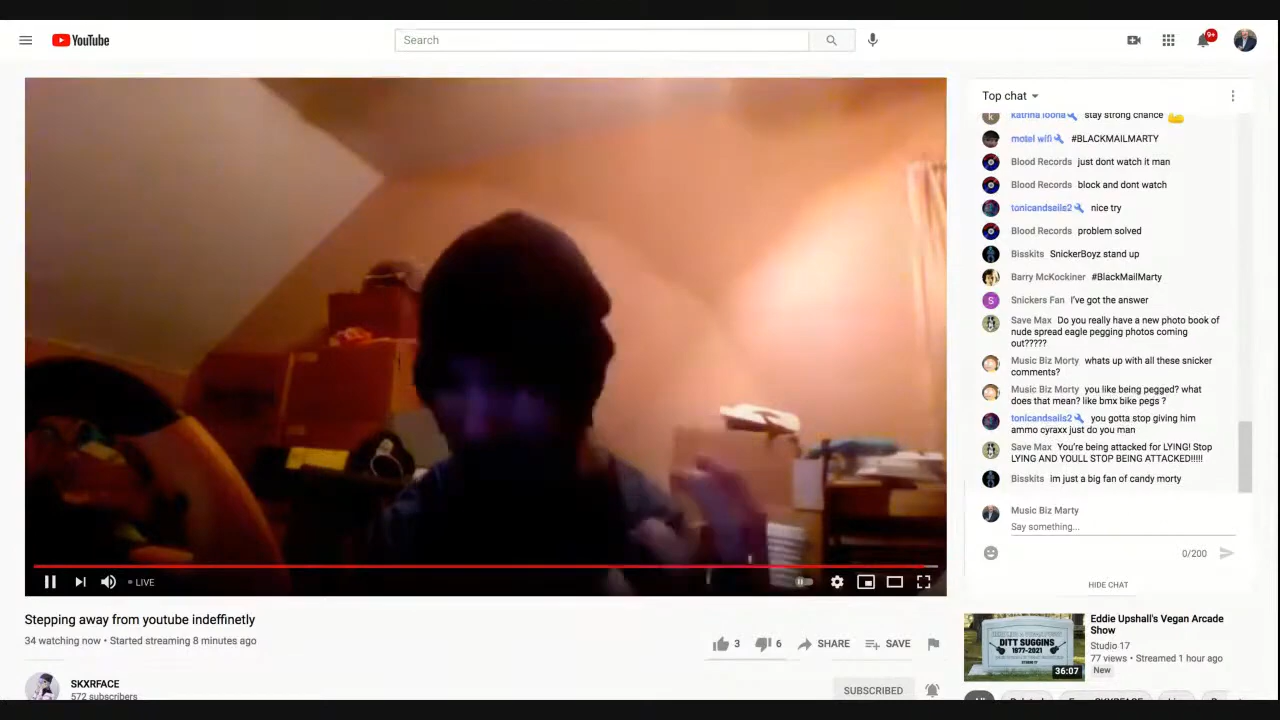 YouTube
Search
9+
Top chat
katrina loona stay strong chance
motel wifi #BLACKMAILMARTY
Blood Records just dont watch it man
Blood Records block and dont watch
tonicandsails2 nice try
Blood Records problem solved
Bisskits SnickerBoyz stand up
Barry McKockiner #BlackMailMarty
S
Snickers Fan I've got the answer
Save Max Do you really have a new photo book of
nude spread eagle pegging photos coming
out?????
Music Biz Morty whats up with all these snicker
comments?
Music Biz Morty you like being pegged? what
does that mean? like bmx bike pegs ?
tonicandsails2 you gotta stop giving him
ammo cyraxx just do you man
Save Max You're being attacked for LYING! Stop
LYING AND YOULL STOP BEING ATTACKED!!!!!
Bisskits im just a big fan of candy morty
Music Biz Marty
Say something...
0/200
HIDE CHAT
LIVE
Stepping away from youtube indeffinetly
34 watching now • Started streaming 8 minutes ago
3 6 SHARE SAVE
SKXRFACE
572 subscribers
SUBSCRIBED
DITT SUGGINS
1977-2021
36:07
Eddie Upshall's Vegan Arcade
Show
Studio 17
77 views • Streamed 1 hour ago
New